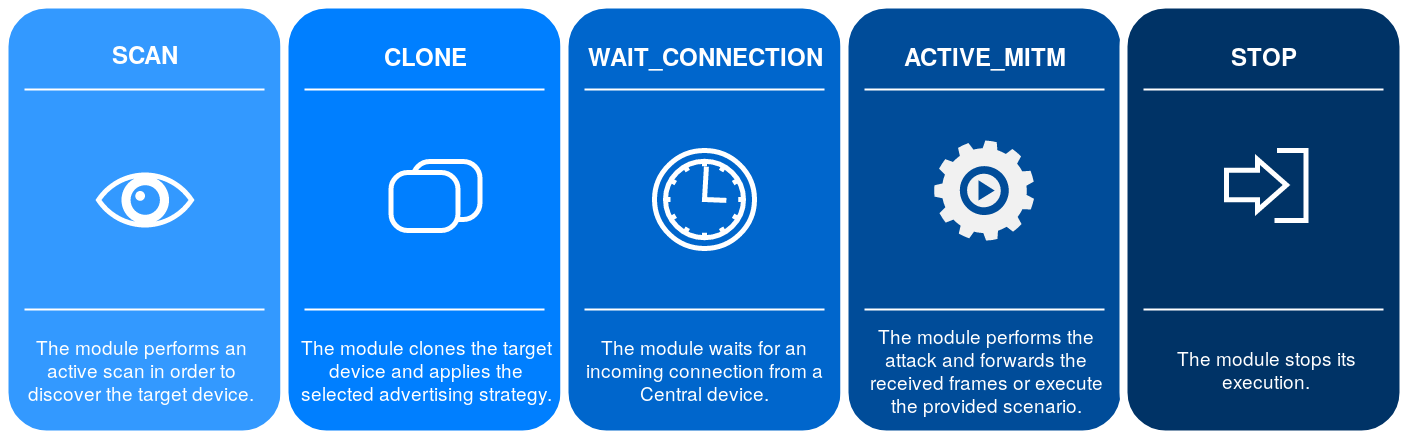 SCAN
The module performs an
active scan in order to
discover the target device.
CLONE
The module clones the target
device and applies the
selected advertising strategy.
WAIT_CONNECTION
The module waits for an
incoming connection from a
Central device.
ACTIVE_MITM
The module performs the
attack and forwards the
received frames or execute
the provided scenario.
STOP
The module stops its
execution.